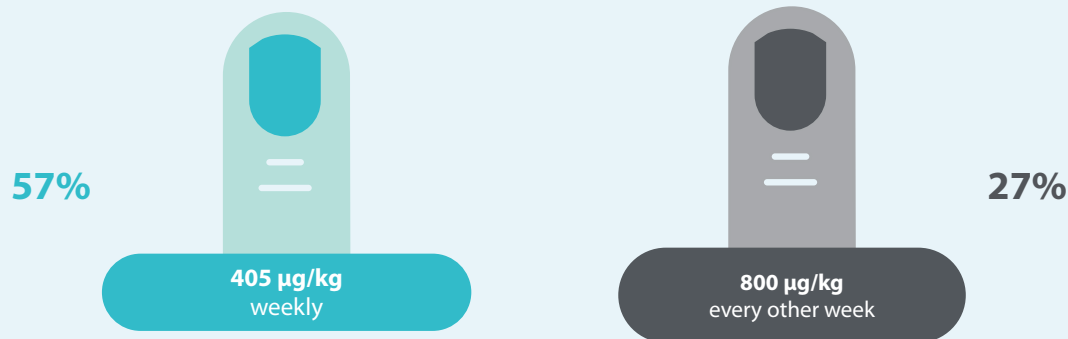 57%
405 µg/kg
weekly
27%
800 µg/kg
every other week